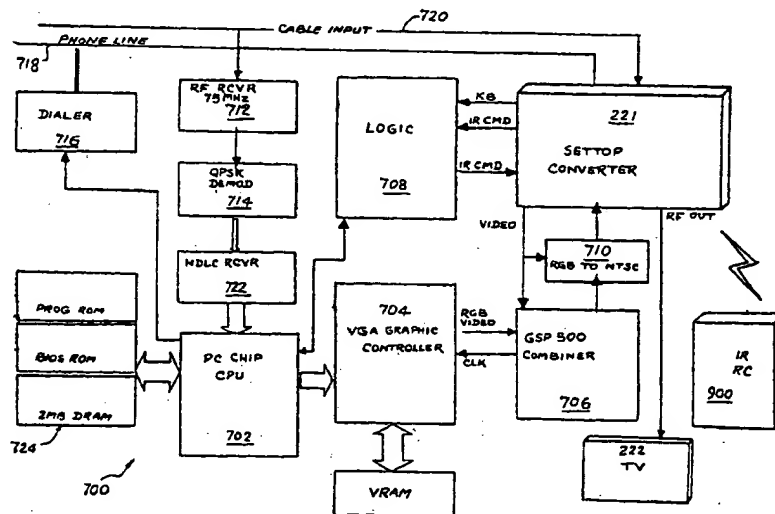 CABLE INPUT
720
PHONE LINE
718
DIALER
716
RF RCVR
75MHz
712
QPSK
DEMOD
714
HDLC RCVR
722
LOGIC
708
KB
IR CMD
IR CMD
221
SETTOP
CONVERTER
VIDEO
RF OUT
710
RGB TO NTSC
PROG ROM
BIOS ROM
2MB DRAM
724
700
PC CHIP
CPU
702
704
VGA GRAPHIC
CONTROLLER
RGB
VIDEO
CLK
GSP 500
COMBINER
706
IR
RC
900
222
TV
VRAM